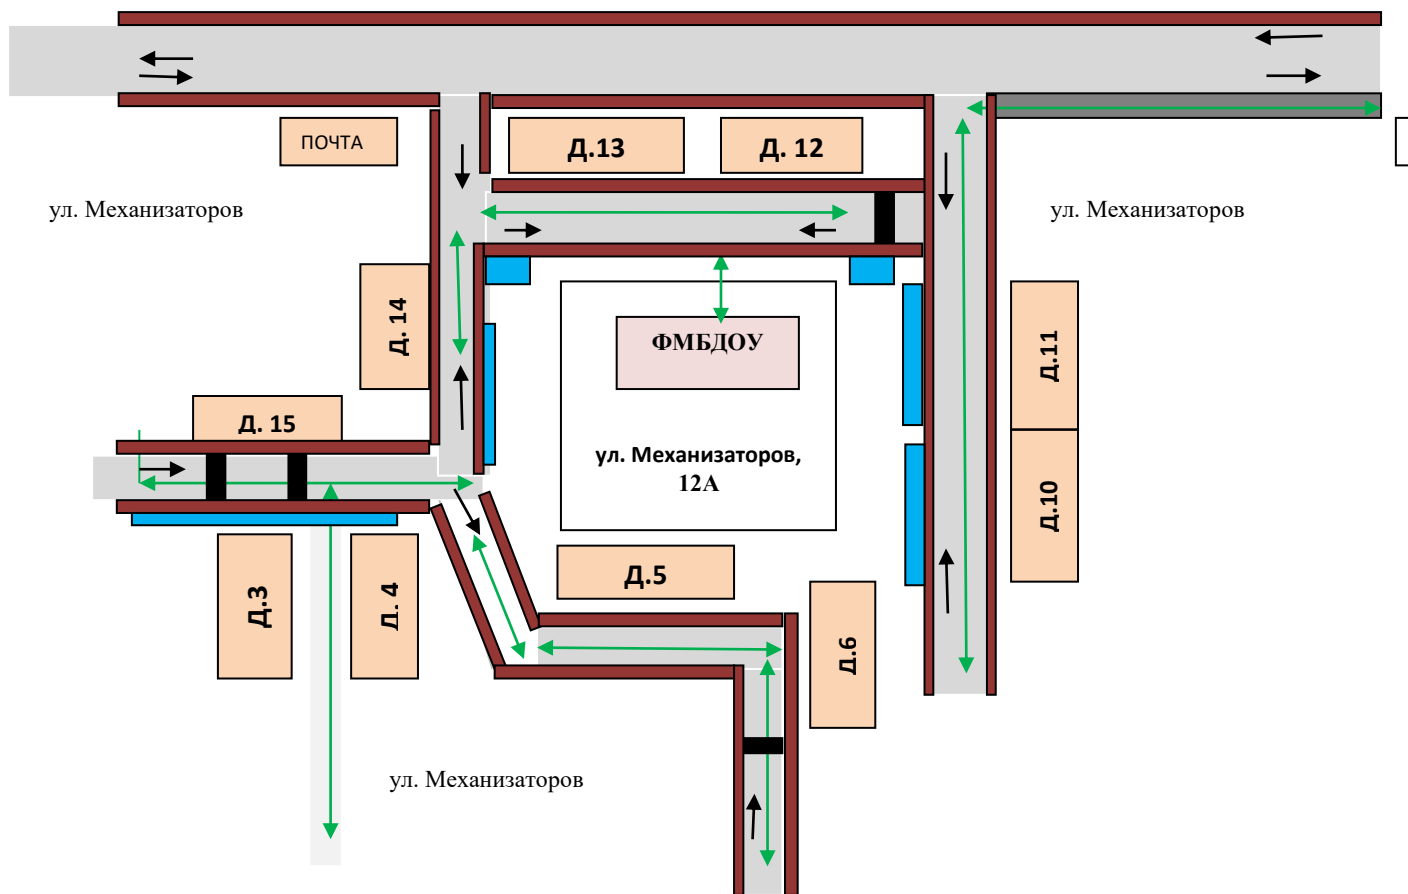 ПОЧТА
Д.13
Д. 12
ул. Механизаторов
ул. Механизаторов
Д. 14
ФМБДОУ
Д.11
Д. 15
ул. Механизаторов,
12А
Д.10
Д.3
Д. 4
Д.5
Д.6
ул. Механизаторов